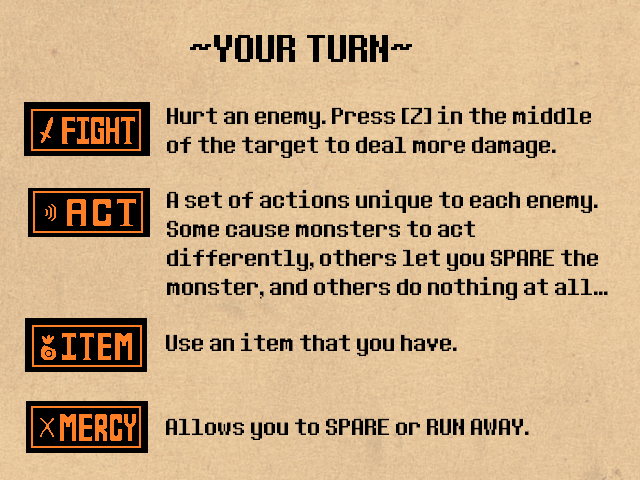 ~YOUR TURN~
FIGHT
Hurt an enemy. Press [Z] in the middle
of the target to deal more damage.
ACT
A set of actions unique to each enemy.
Some cause monsters to act
differently, others let you SPARE the
monster, and others do nothing at all...
ITEM
Use an item that you have.
MERCY
Allows you to SPARE or RUN AWAY.